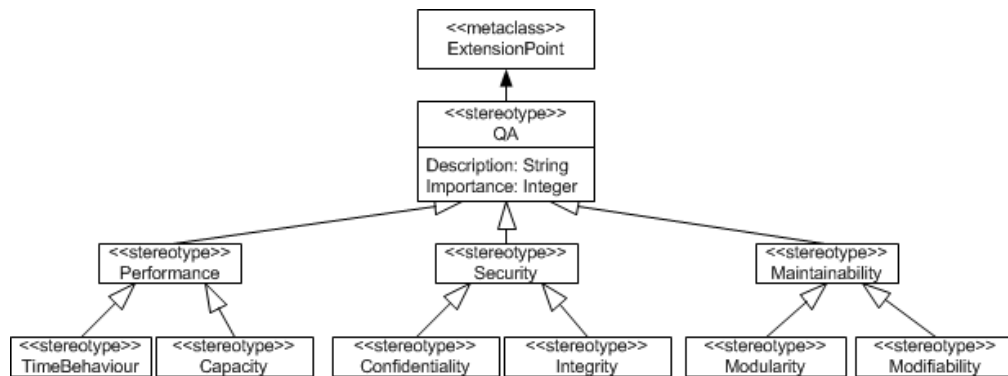 <<metaclass>>
ExtensionPoint
<<stereotype>>
QA
Description: String
Importance: Integer
<<stereotype>>
Performance
<<stereotype>>
Security
<<stereotype>>
Maintainability
<<stereotype>>
TimeBehaviour
<<stereotype>>
Capacity
<<stereotype>>
Confidentiality
<<stereotype>>
Integrity
<<stereotype>>
Modularity
<<stereotype>>
Modifiability